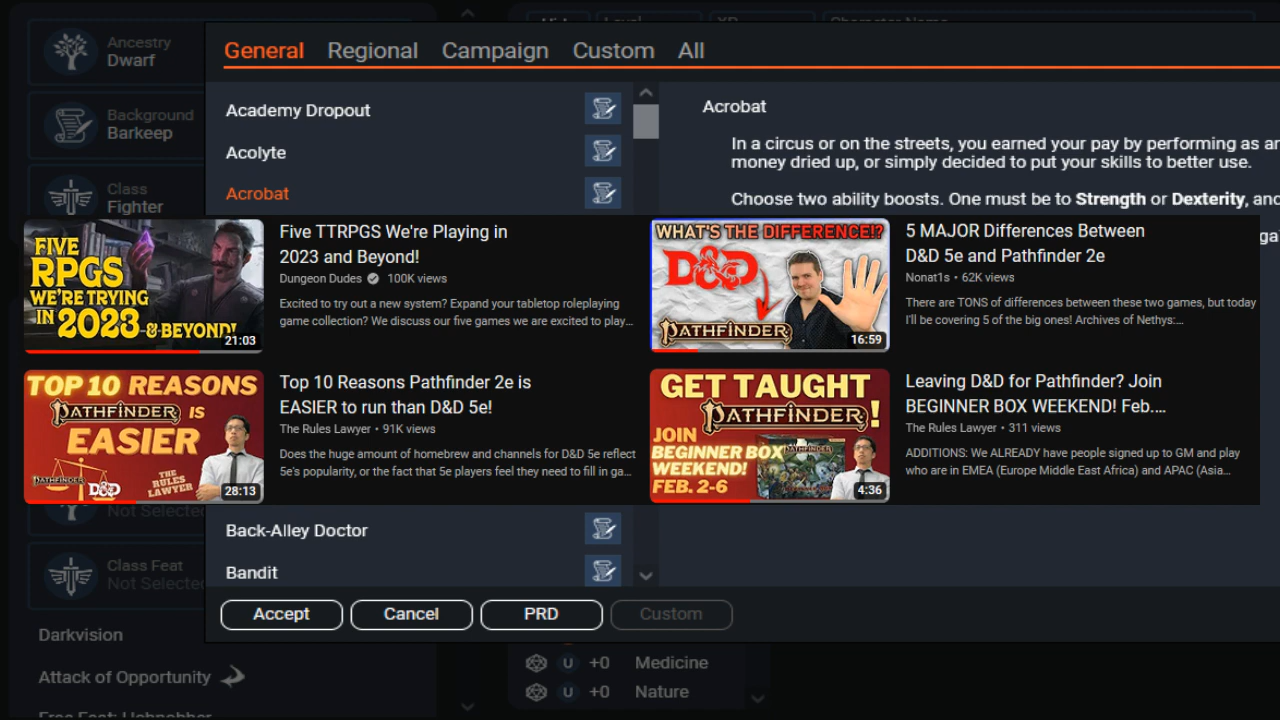 Level
XP
Character Name
Ancestry
Dwarf
Background
Barkeep
Class
Fighter
General Regional Campaign Custom All
Academy Dropout
Acolyte
Acrobat
Acrobat
In a circus or on the streets, you earned your pay by performing as an
money dried up, or simply decided to put your skills to better use.
Choose two ability boosts. One must be to Strength or Dexterity, and
FIVE
RPGS
WE'RE TRYING
IN 2023 & BEYOND!
21:03
Five TTRPGS We're Playing in
2023 and Beyond!
Dungeon Dudes 100K views
Excited to try out a new system? Expand your tabletop roleplaying
game collection? We discuss our five games we are excited to play...
WHAT'S THE DIFFERENCE!?
D&D
PATHFINDER
16:59
5 MAJOR Differences Between
D&D 5e and Pathfinder 2e
Nonat1s • 62K views
There are TONS of differences between these two games, but today
I'll be covering 5 of the big ones! Archives of Nethys:...
TOP 10 REASONS
PATHFINDER IS
EASIER
PATHFINDER D&D
THE
RULES
LAWYER
28:13
Top 10 Reasons Pathfinder 2e is
EASIER to run than D&D 5e!
The Rules Lawyer • 91K views
Does the huge amount of homebrew and channels for D&D 5e reflect
5e's popularity, or the fact that 5e players feel they need to fill in ga...
GET TAUGHT
PATHFINDER!
JOIN
BEGINNER BOX
WEEKEND!
FEB. 2-6
PATHFINDER
4:36
Leaving D&D for Pathfinder? Join
BEGINNER BOX WEEKEND! Feb....
The Rules Lawyer • 311 views
ADDITIONS: We ALREADY have people signed up to GM and play
who are in EMEA (Europe Middle East Africa) and APAC (Asia...
Not Selected
Class Feat
Not Selected
Back-Alley Doctor
Bandit
Accept Cancel PRD Custom
Darkvision
Attack of Opportunity
Free Feat: Hobnobber
U +0 Medicine
U +0 Nature